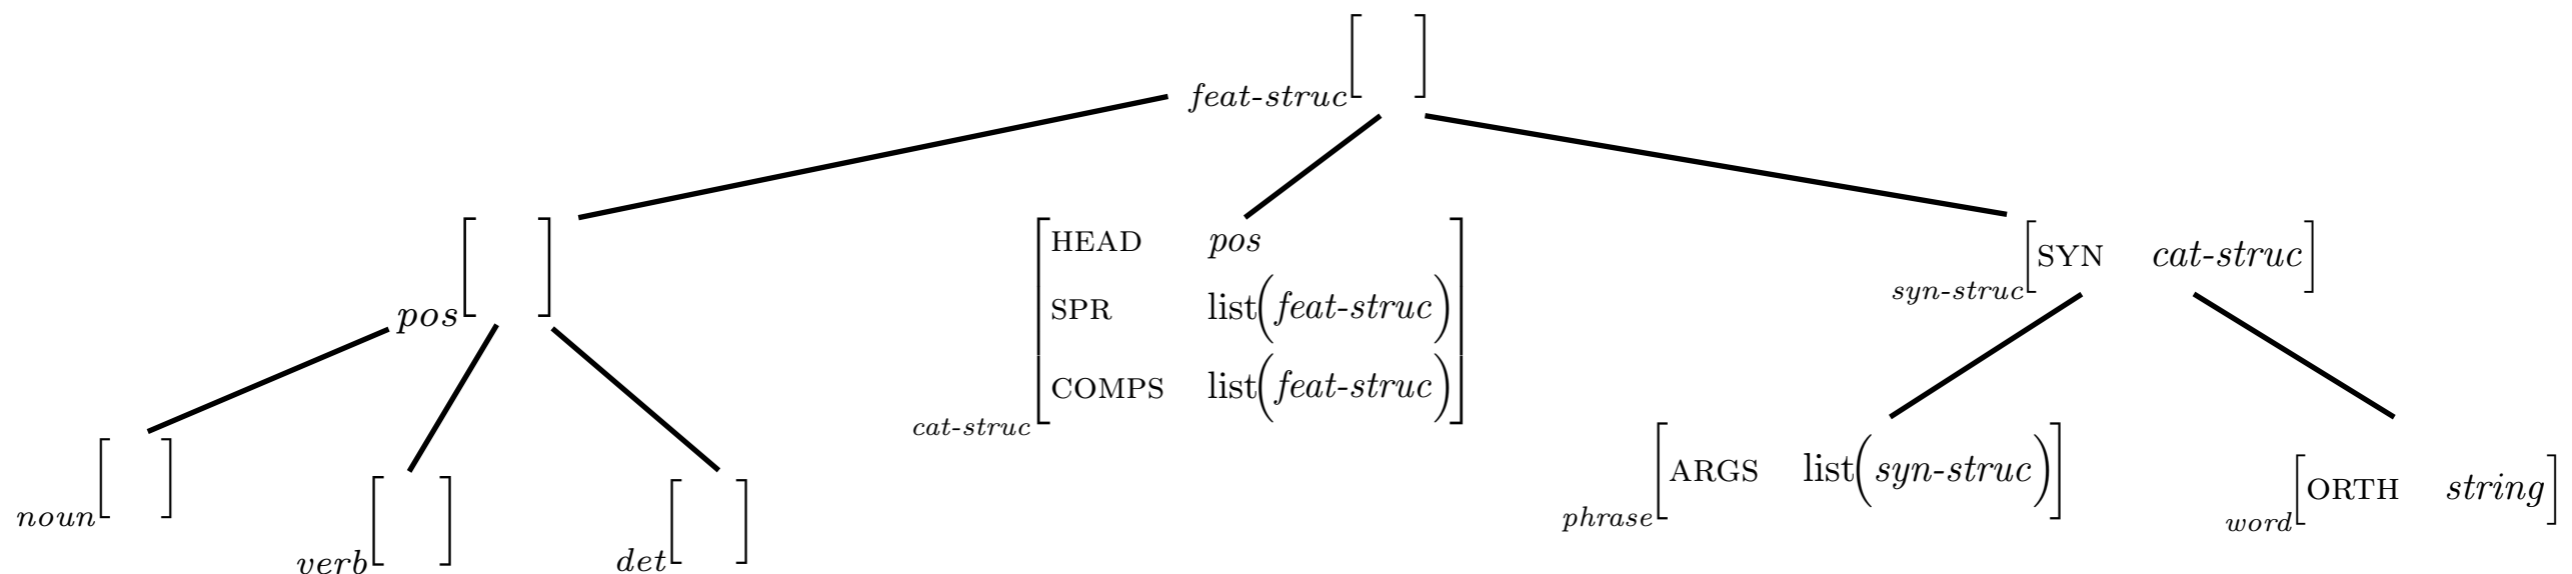 feat-struc[ ]
pos[ ]
cat-struc[HEAD pos
SPR list(feat-struc)
COMPS list(feat-struc)]
syn-struc[SYN cat-struc]
noun[ ]
verb[ ]
det[ ]
phrase[ARGS list(syn-struc)]
word[ORTH string]